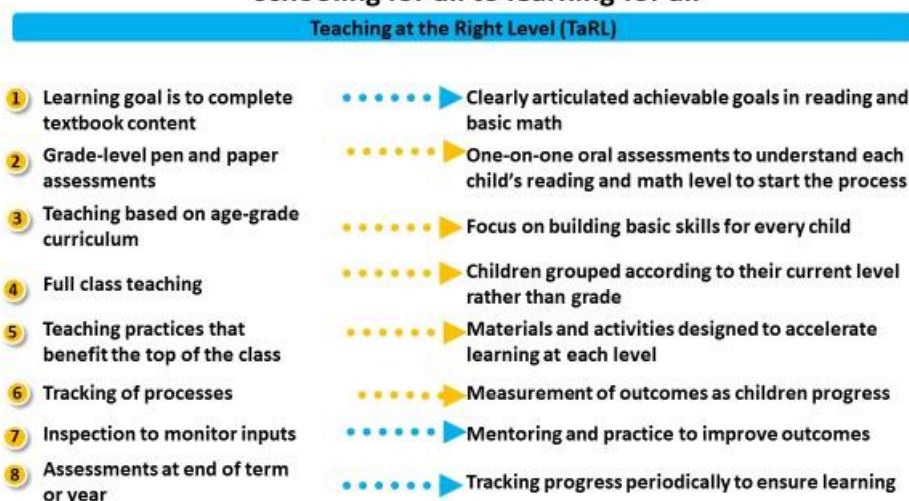 Teaching at the Right Level (TaRL)
1 Learning goal is to complete
textbook content
Clearly articulated achievable goals in reading and
basic math
2 Grade-level pen and paper
assessments
One-on-one oral assessments to understand each
child's reading and math level to start the process
3 Teaching based on age-grade
curriculum
Focus on building basic skills for every child
4 Full class teaching
Children grouped according to their current level
rather than grade
5 Teaching practices that
benefit the top of the class
Materials and activities designed to accelerate
learning at each level
6 Tracking of processes
Measurement of outcomes as children progress
7 Inspection to monitor inputs
Mentoring and practice to improve outcomes
8 Assessments at end of term
or year
Tracking progress periodically to ensure learning